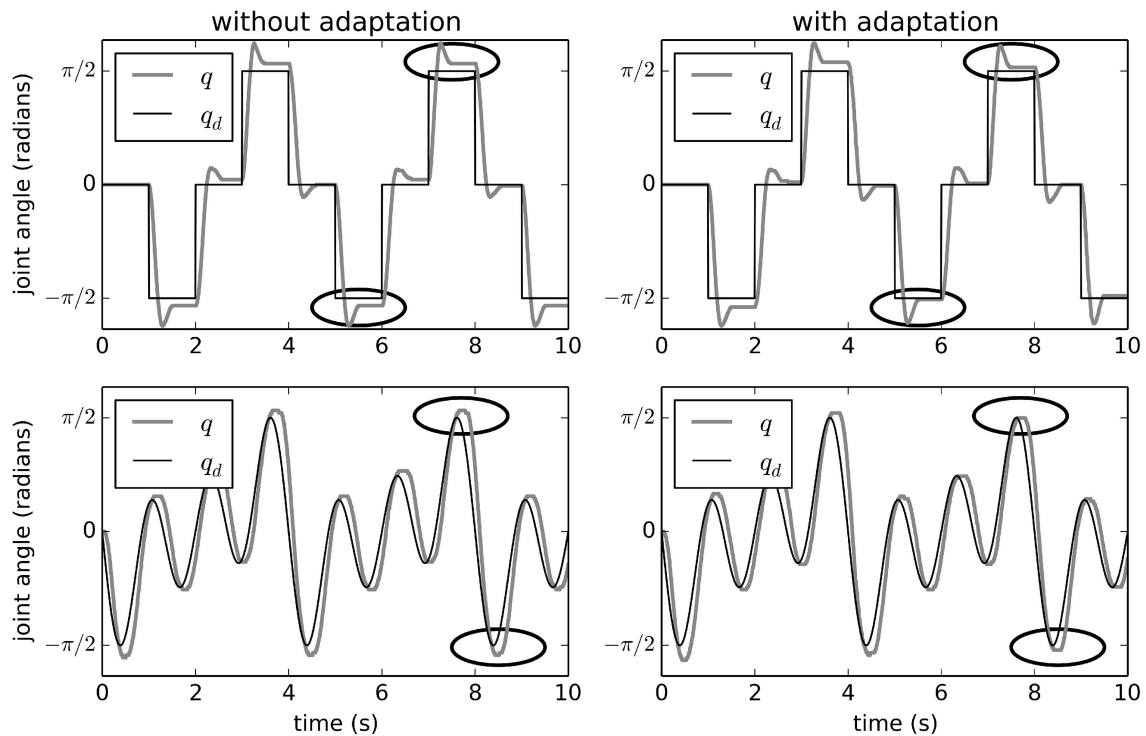 without adaptation
with adaptation
joint angle (radians)
π/2
0
−π/2
q
q_d
0 2 4 6 8 10
π/2
0
−π/2
q
q_d
0 2 4 6 8 10
joint angle (radians)
π/2
0
−π/2
q
q_d
0 2 4 6 8 10
time (s)
π/2
0
−π/2
q
q_d
0 2 4 6 8 10
time (s)